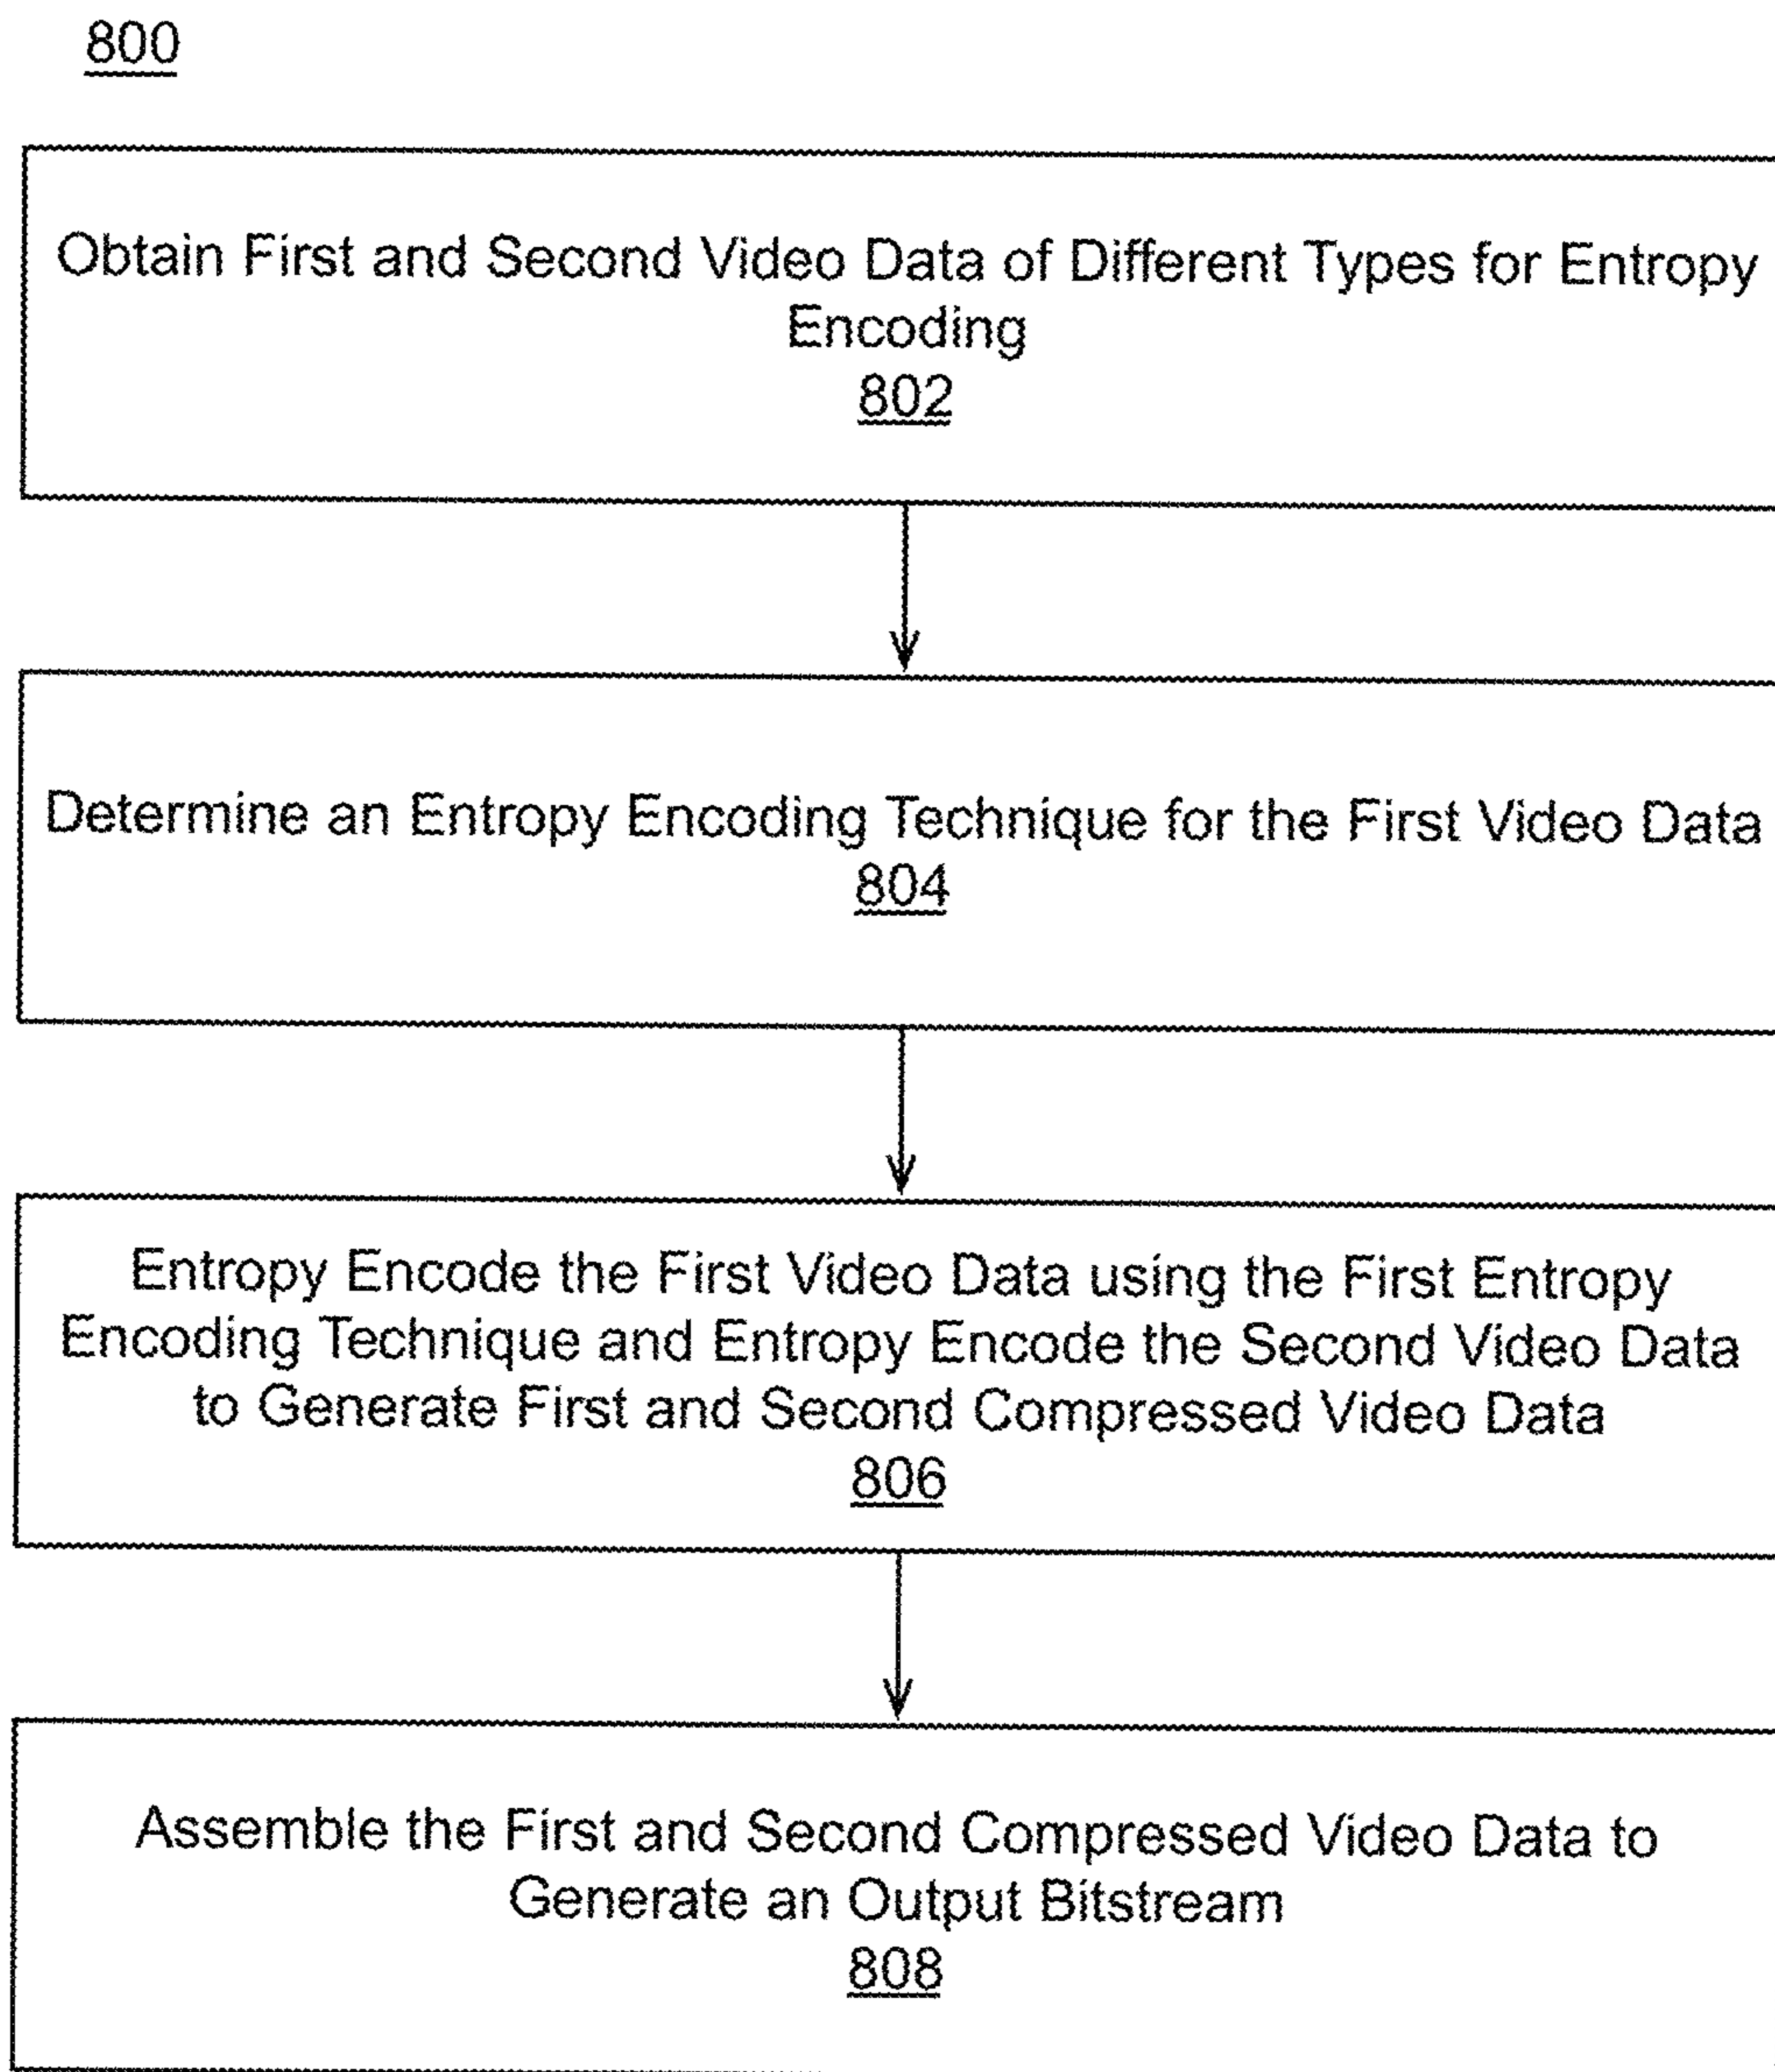 800
Obtain First and Second Video Data of Different Types for Entropy
Encoding
802
Determine an Entropy Encoding Technique for the First Video Data
804
Entropy Encode the First Video Data using the First Entropy
Encoding Technique and Entropy Encode the Second Video Data
to Generate First and Second Compressed Video Data
806
Assemble the First and Second Compressed Video Data to
Generate an Output Bitstream
808